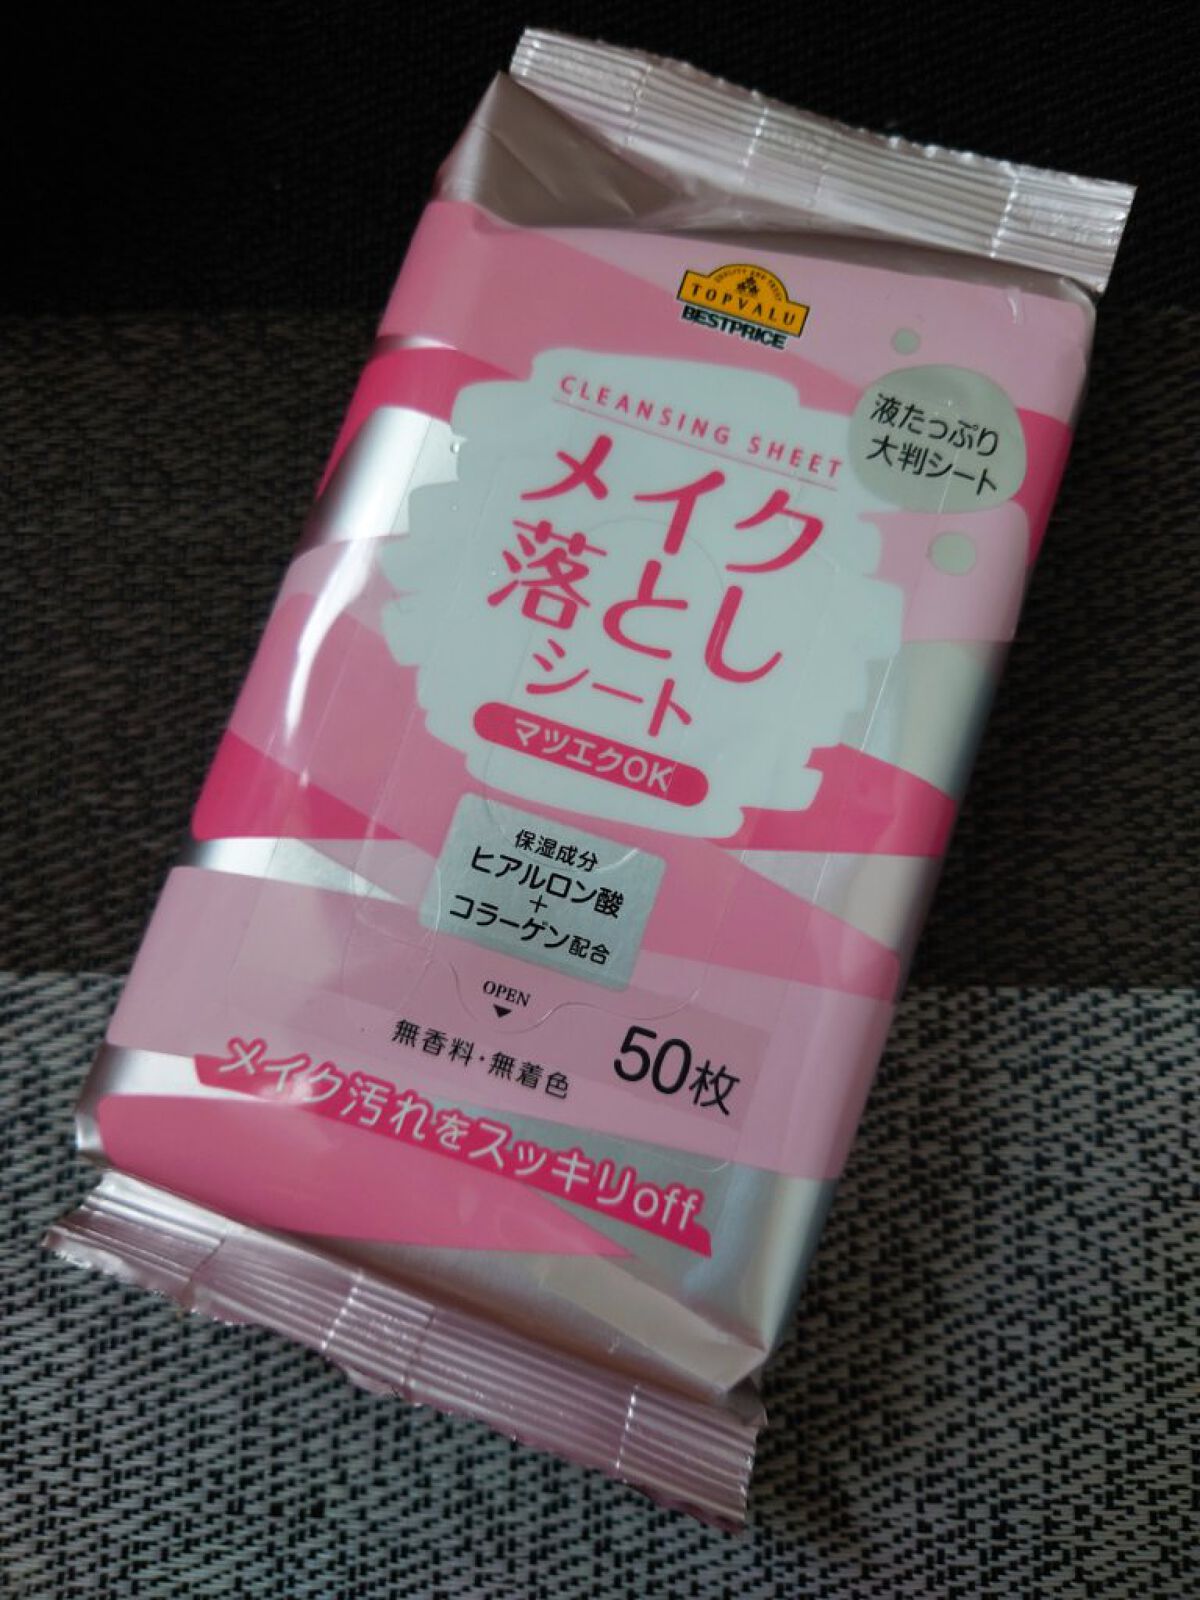 QUALITY AND TRUST
TOPVALU
BESTPRICE
CLEANSING SHEET
液たっぷり
大判シート
メイク
落とし
シート
マツエクOK
保湿成分
ヒアルロン酸
+
コラーゲン配合
OPEN
無香料・無着色
50枚
メイク汚れをスッキリoff